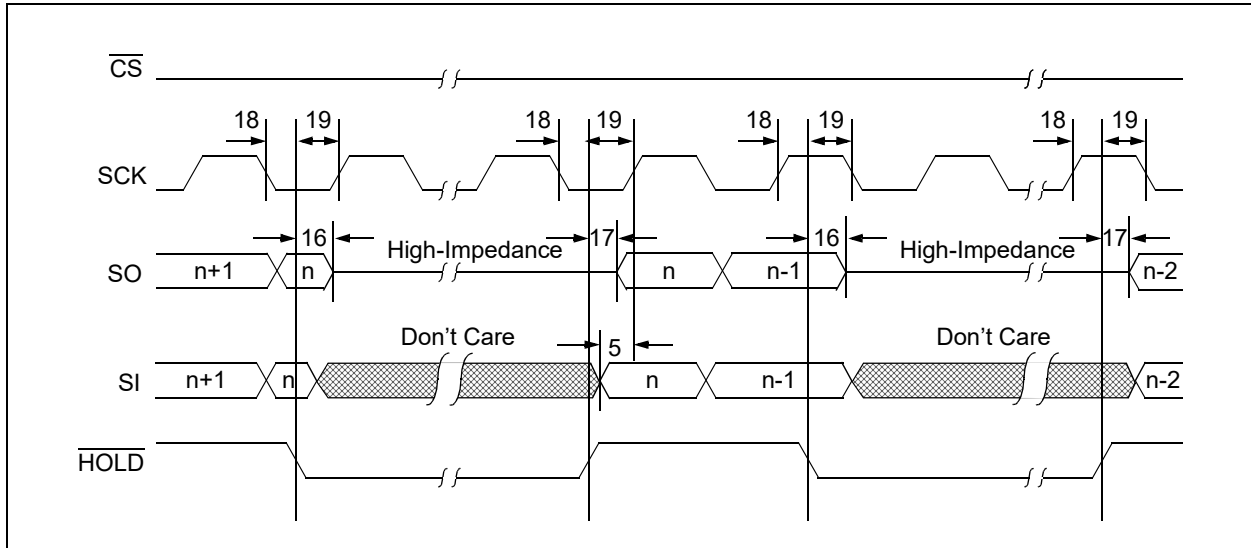 CS
18 19 18 19 18 19 18 19
SCK
16 High-Impedance 17 16 High-Impedance 17
SO n+1 n n n-1 n-2
Don't Care 5 Don't Care
SI n+1 n n n-1 n-2
HOLD